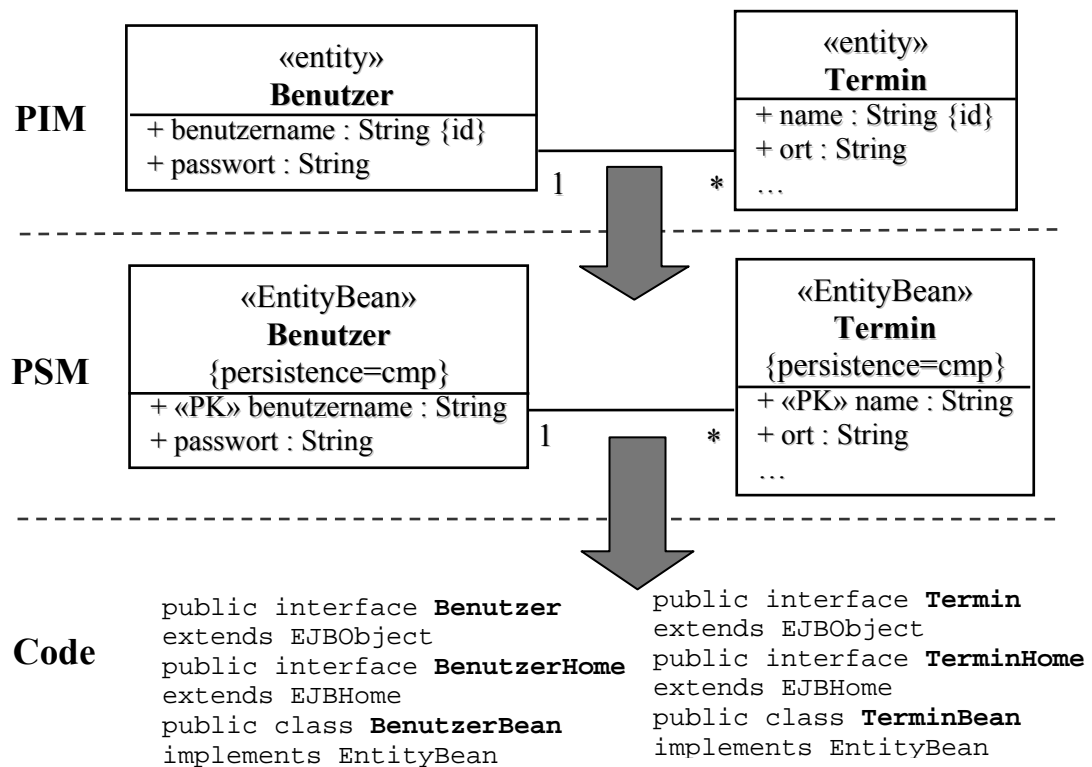 PIM
«entity»
Benutzer
+ benutzername : String {id}
+ passwort : String
1
*
«entity»
Termin
+ name : String {id}
+ ort : String
…
PSM
«EntityBean»
Benutzer
{persistence=cmp}
+ «PK» benutzername : String
+ passwort : String
1
*
«EntityBean»
Termin
{persistence=cmp}
+ «PK» name : String
+ ort : String
…
Code
public interface Benutzer
extends EJBObject
public interface BenutzerHome
extends EJBHome
public class BenutzerBean
implements EntityBean
public interface Termin
extends EJBObject
public interface TerminHome
extends EJBHome
public class TerminBean
implements EntityBean